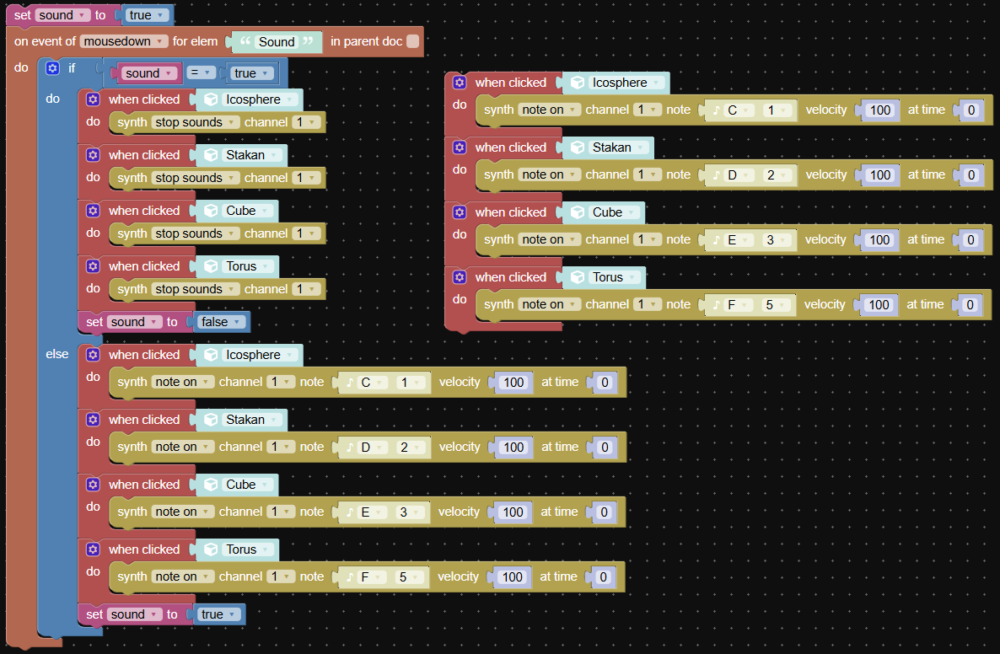 set sound to true
on event of mousedown for elem “ Sound ” in parent doc
do if sound = true
do when clicked Icosphere
do synth stop sounds channel 1
when clicked Stakan
do synth stop sounds channel 1
when clicked Cube
do synth stop sounds channel 1
when clicked Torus
do synth stop sounds channel 1
set sound to false
else when clicked Icosphere
do synth note on channel 1 note C 1 velocity 100 at time 0
when clicked Stakan
do synth note on channel 1 note D 2 velocity 100 at time 0
when clicked Cube
do synth note on channel 1 note E 3 velocity 100 at time 0
when clicked Torus
do synth note on channel 1 note F 5 velocity 100 at time 0
set sound to true
when clicked Icosphere
do synth note on channel 1 note C 1 velocity 100 at time 0
when clicked Stakan
do synth note on channel 1 note D 2 velocity 100 at time 0
when clicked Cube
do synth note on channel 1 note E 3 velocity 100 at time 0
when clicked Torus
do synth note on channel 1 note F 5 velocity 100 at time 0